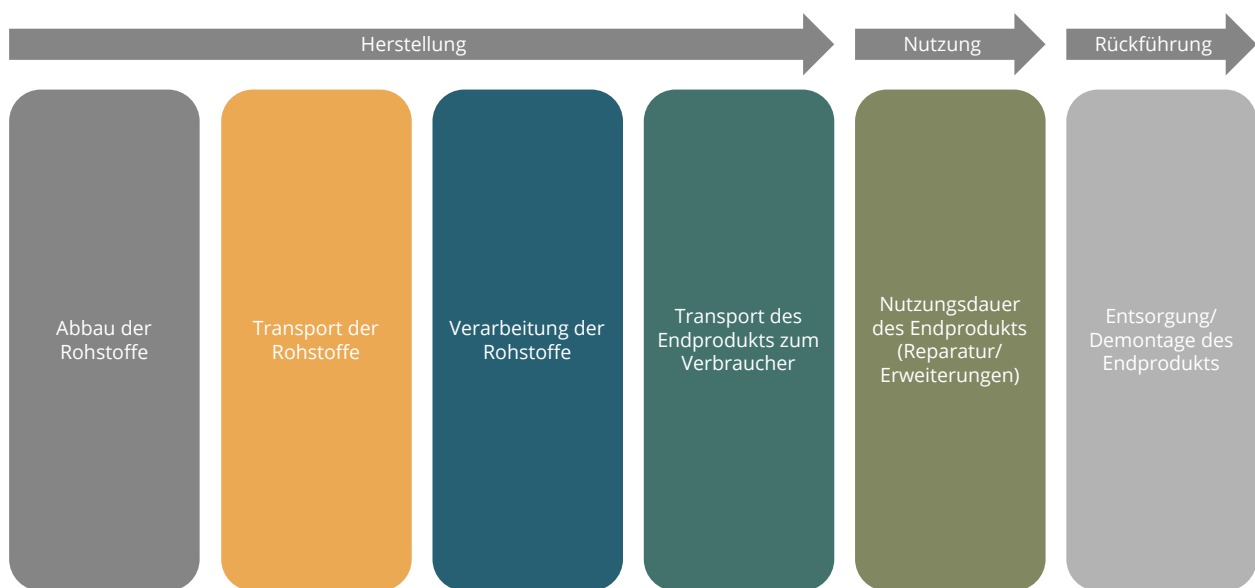 Herstellung
Nutzung
Rückführung
Abbau der
Rohstoffe
Transport der
Rohstoffe
Verarbeitung der
Rohstoffe
Transport des
Endprodukts zum
Verbraucher
Nutzungsdauer
des Endprodukts
(Reparatur/
Erweiterungen)
Entsorgung/
Demontage des
Endprodukts